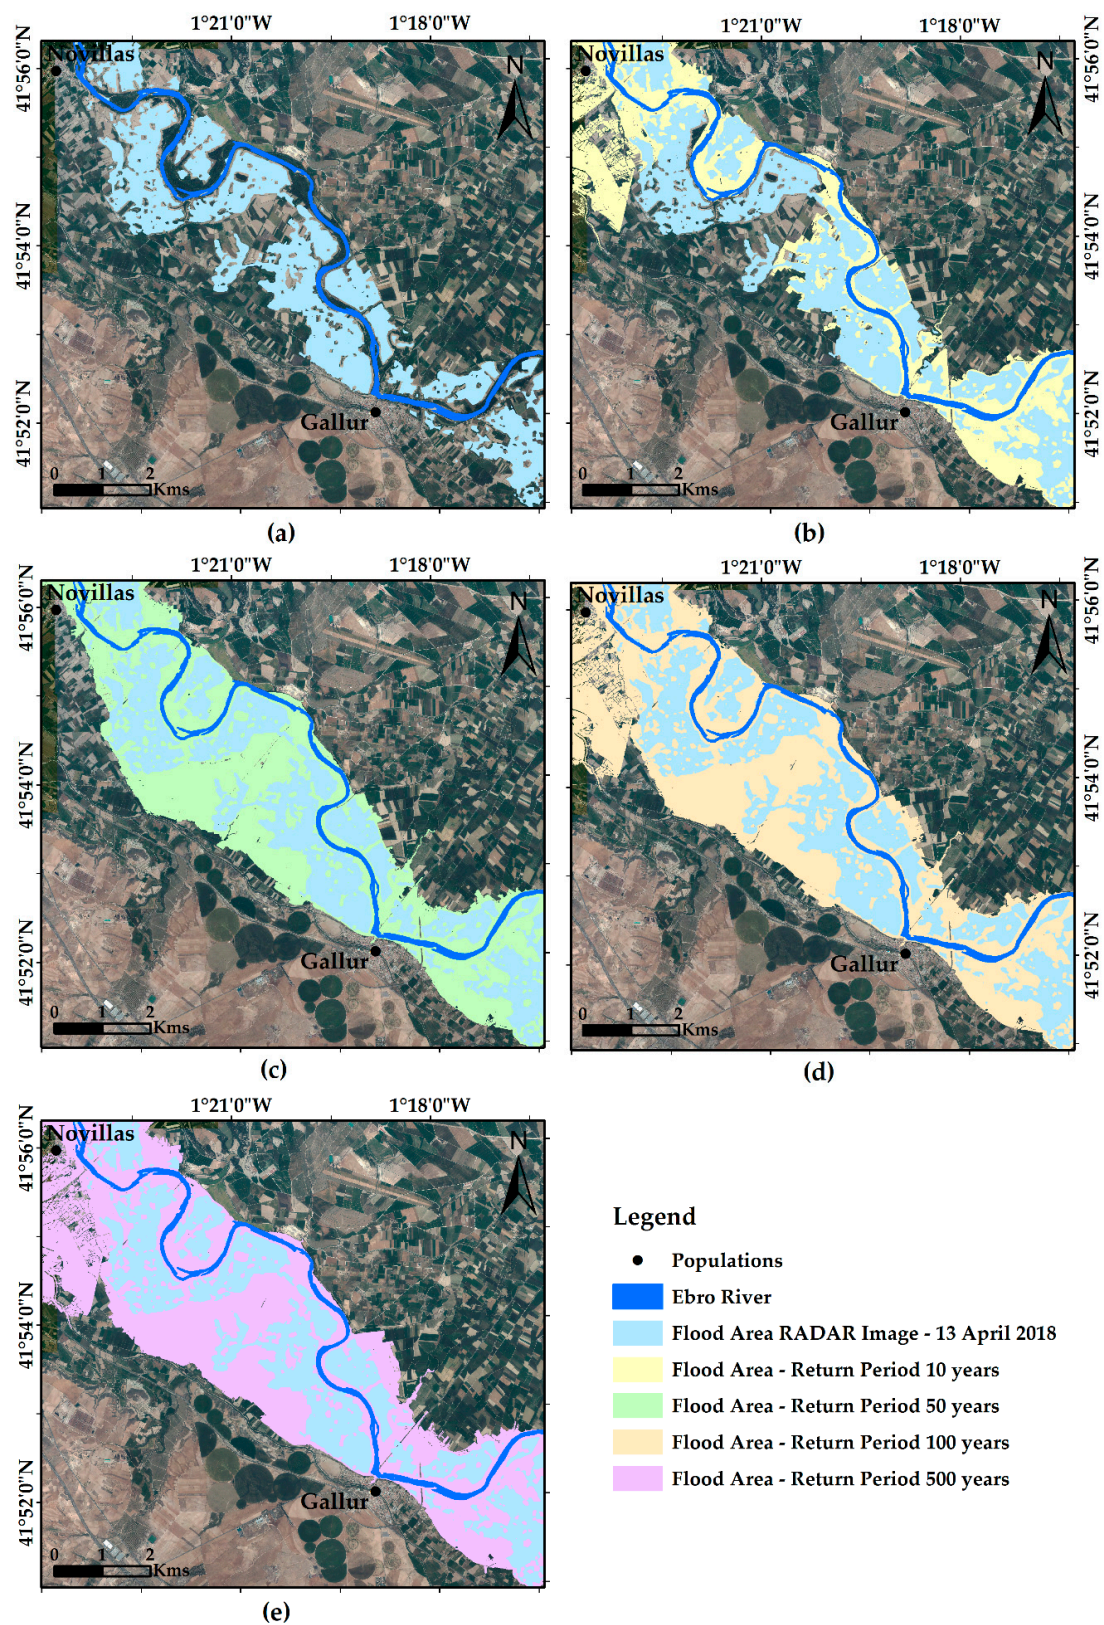 1°21'0"W 1°18'0"W
41°56'0"N
41°54'0"N
41°52'0"N
Novillas
N
Gallur
0 1 2
Kms
(a)
1°21'0"W 1°18'0"W
Novillas
N
41°56'0"N
41°54'0"N
41°52'0"N
Gallur
0 1 2
Kms
(b)
1°21'0"W 1°18'0"W
41°56'0"N
41°54'0"N
41°52'0"N
Novillas
N
Gallur
0 1 2
Kms
(c)
1°21'0"W 1°18'0"W
Novillas
N
41°56'0"N
41°54'0"N
41°52'0"N
Gallur
0 1 2
Kms
(d)
1°21'0"W 1°18'0"W
41°56'0"N
41°54'0"N
41°52'0"N
Novillas
N
Gallur
0 1 2
Kms
(e)
Legend
Populations
Ebro River
Flood Area RADAR Image - 13 April 2018
Flood Area - Return Period 10 years
Flood Area - Return Period 50 years
Flood Area - Return Period 100 years
Flood Area - Return Period 500 years